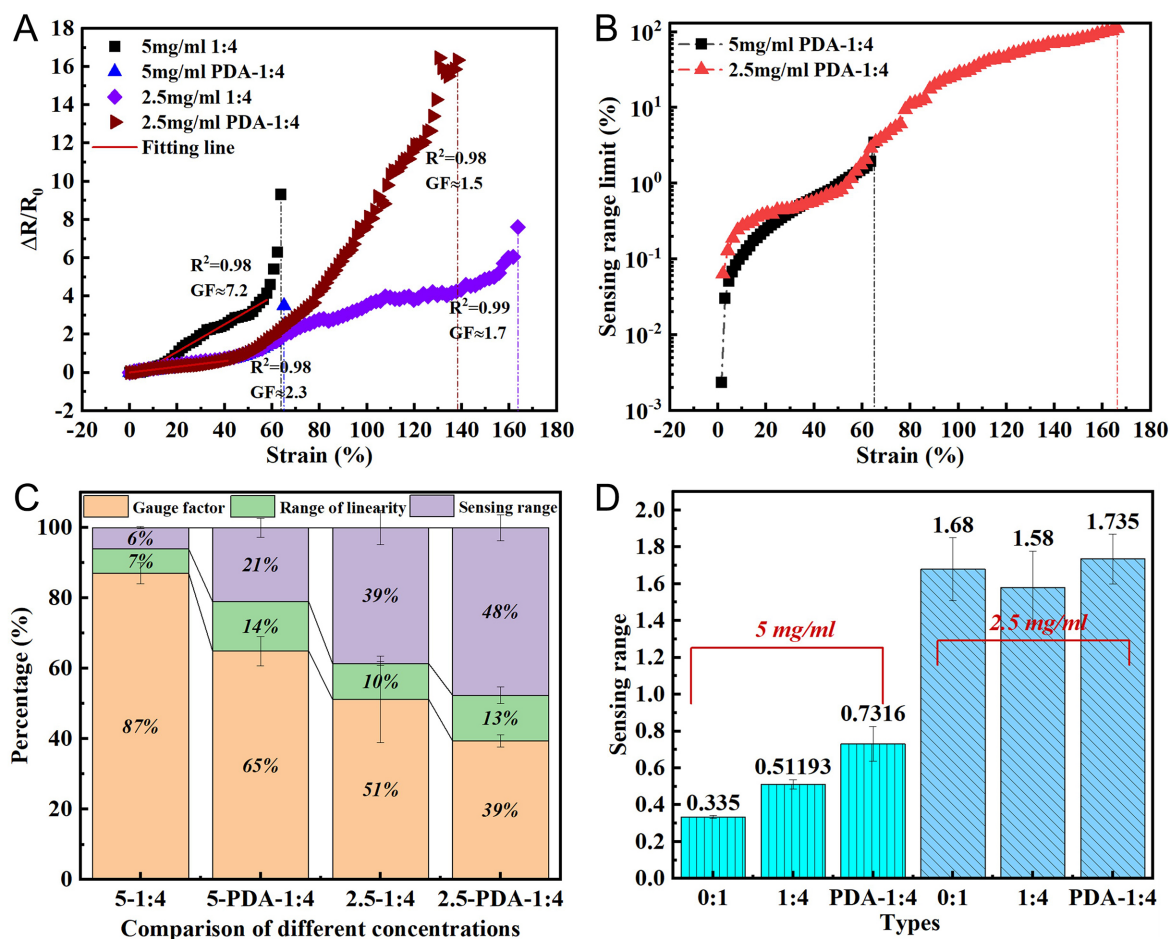 A
18
16
14
12
10
8
6
4
2
0
-2
ΔR/R0
5mg/ml 1:4
5mg/ml PDA-1:4
2.5mg/ml 1:4
2.5mg/ml PDA-1:4
Fitting line
R2=0.98
GF≈1.5
R2=0.98
GF≈7.2
R2=0.99
GF≈1.7
R2=0.98
GF≈2.3
-20 0 20 40 60 80 100 120 140 160 180
Strain (%)
B
10^2
10^1
10^0
10^-1
10^-2
10^-3
Sensing range limit (%)
5mg/ml PDA-1:4
2.5mg/ml PDA-1:4
-20 0 20 40 60 80 100 120 140 160 180
Strain (%)
C
Gauge factor Range of linearity Sensing range
100
80
60
40
20
0
Percentage (%)
6% 21% 39% 48%
7% 14% 10% 13%
87% 65% 51% 39%
5-1:4 5-PDA-1:4 2.5-1:4 2.5-PDA-1:4
Comparison of different concentrations
D
2.0
1.8
1.6
1.4
1.2
1.0
0.8
0.6
0.4
0.2
0.0
Sensing range
1.68 1.58 1.735
5 mg/ml 2.5 mg/ml
0.335 0.51193 0.7316
0:1 1:4 PDA-1:4 0:1 1:4 PDA-1:4
Types